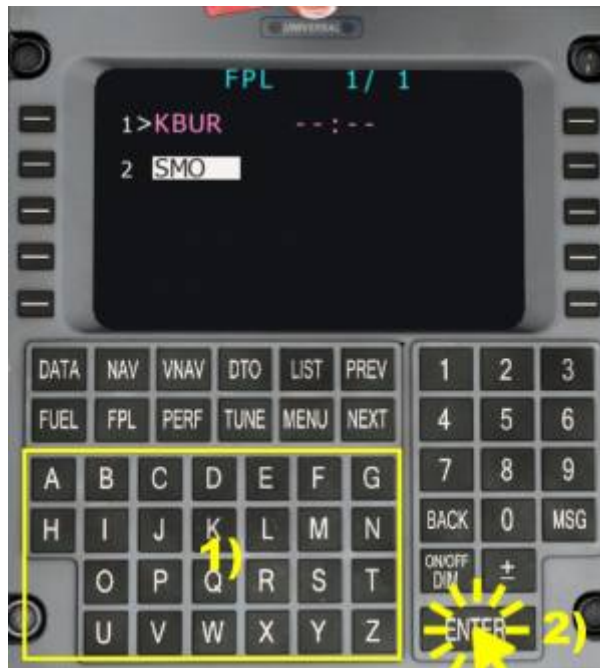 UNIVERSAL
FPL 1/ 1
1>KBUR --:--
2 SMO
DATA NAV VNAV DTO LIST PREV 1 2 3
FUEL FPL PERF TUNE MENU NEXT 4 5 6
A B C D E F G 7 8 9
H I J K L M N BACK 0 MSG
1)
O P Q R S T ON/OFF DIM ±
U V W X Y Z ENTER 2)